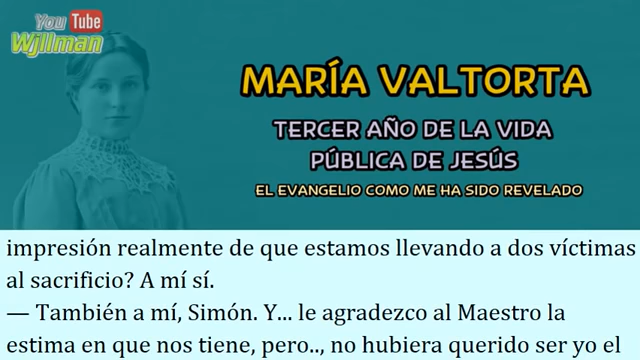 You Tube
Wjllman
MARÍA VALTORTA
TERCER AÑO DE LA VIDA
PÚBLICA DE JESÚS
EL EVANGELIO COMO ME HA SIDO REVELADO
impresión realmente de que estamos llevando a dos víctimas
al sacrificio? A mí sí.
— También a mí, Simón. Y... le agradezco al Maestro la
estima en que nos tiene, pero.., no hubiera querido ser yo el